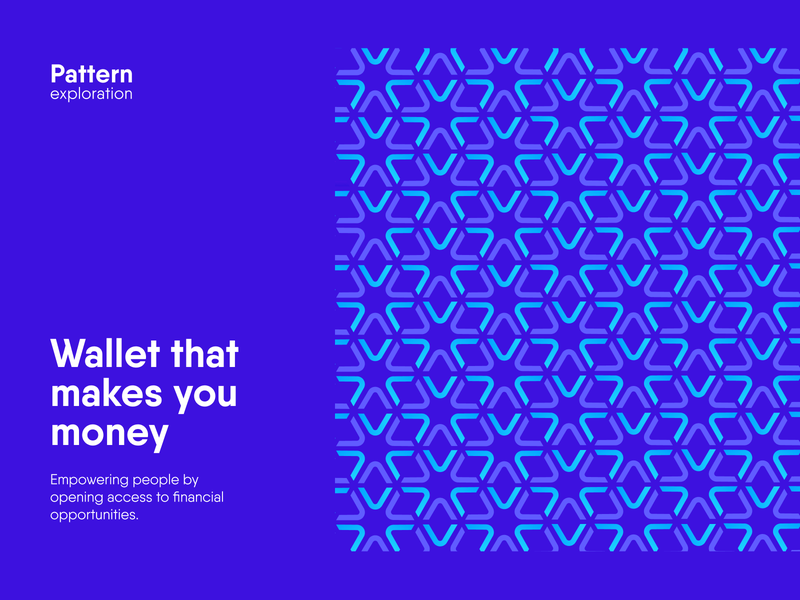 Pattern
exploration
Wallet that
makes you
money
Empowering people by
opening access to financial
opportunities.